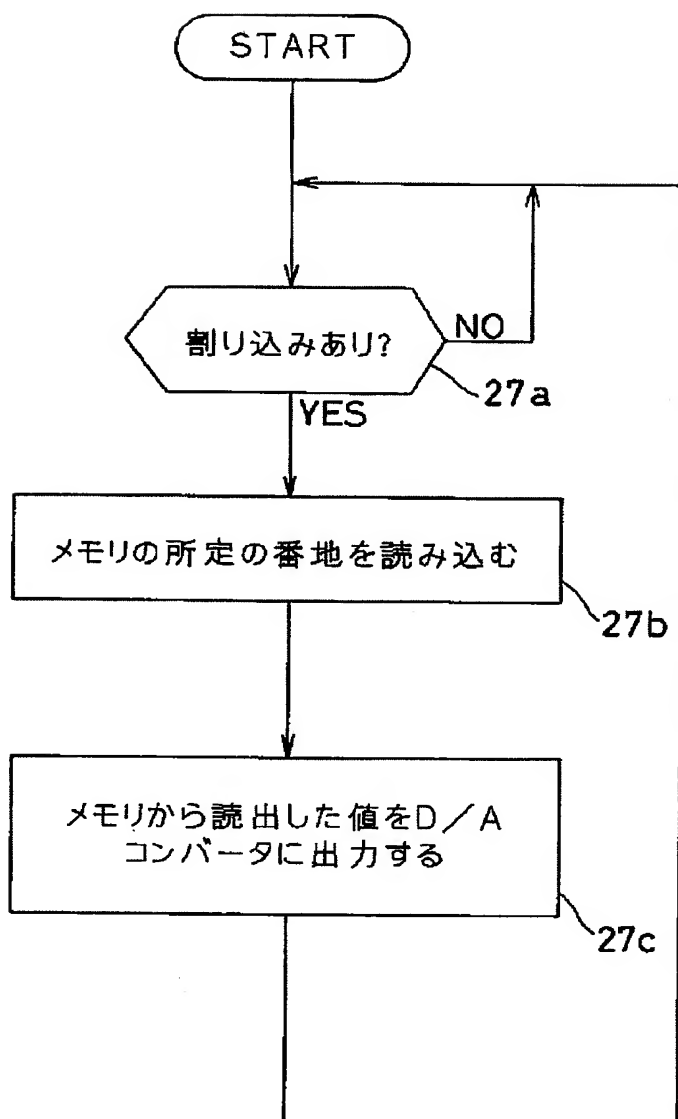 START
割り込みあり?
NO
27a
YES
メモリの所定の番地を読み込む
27b
メモリから読出した値をD/A
コンバータに出力する
27c